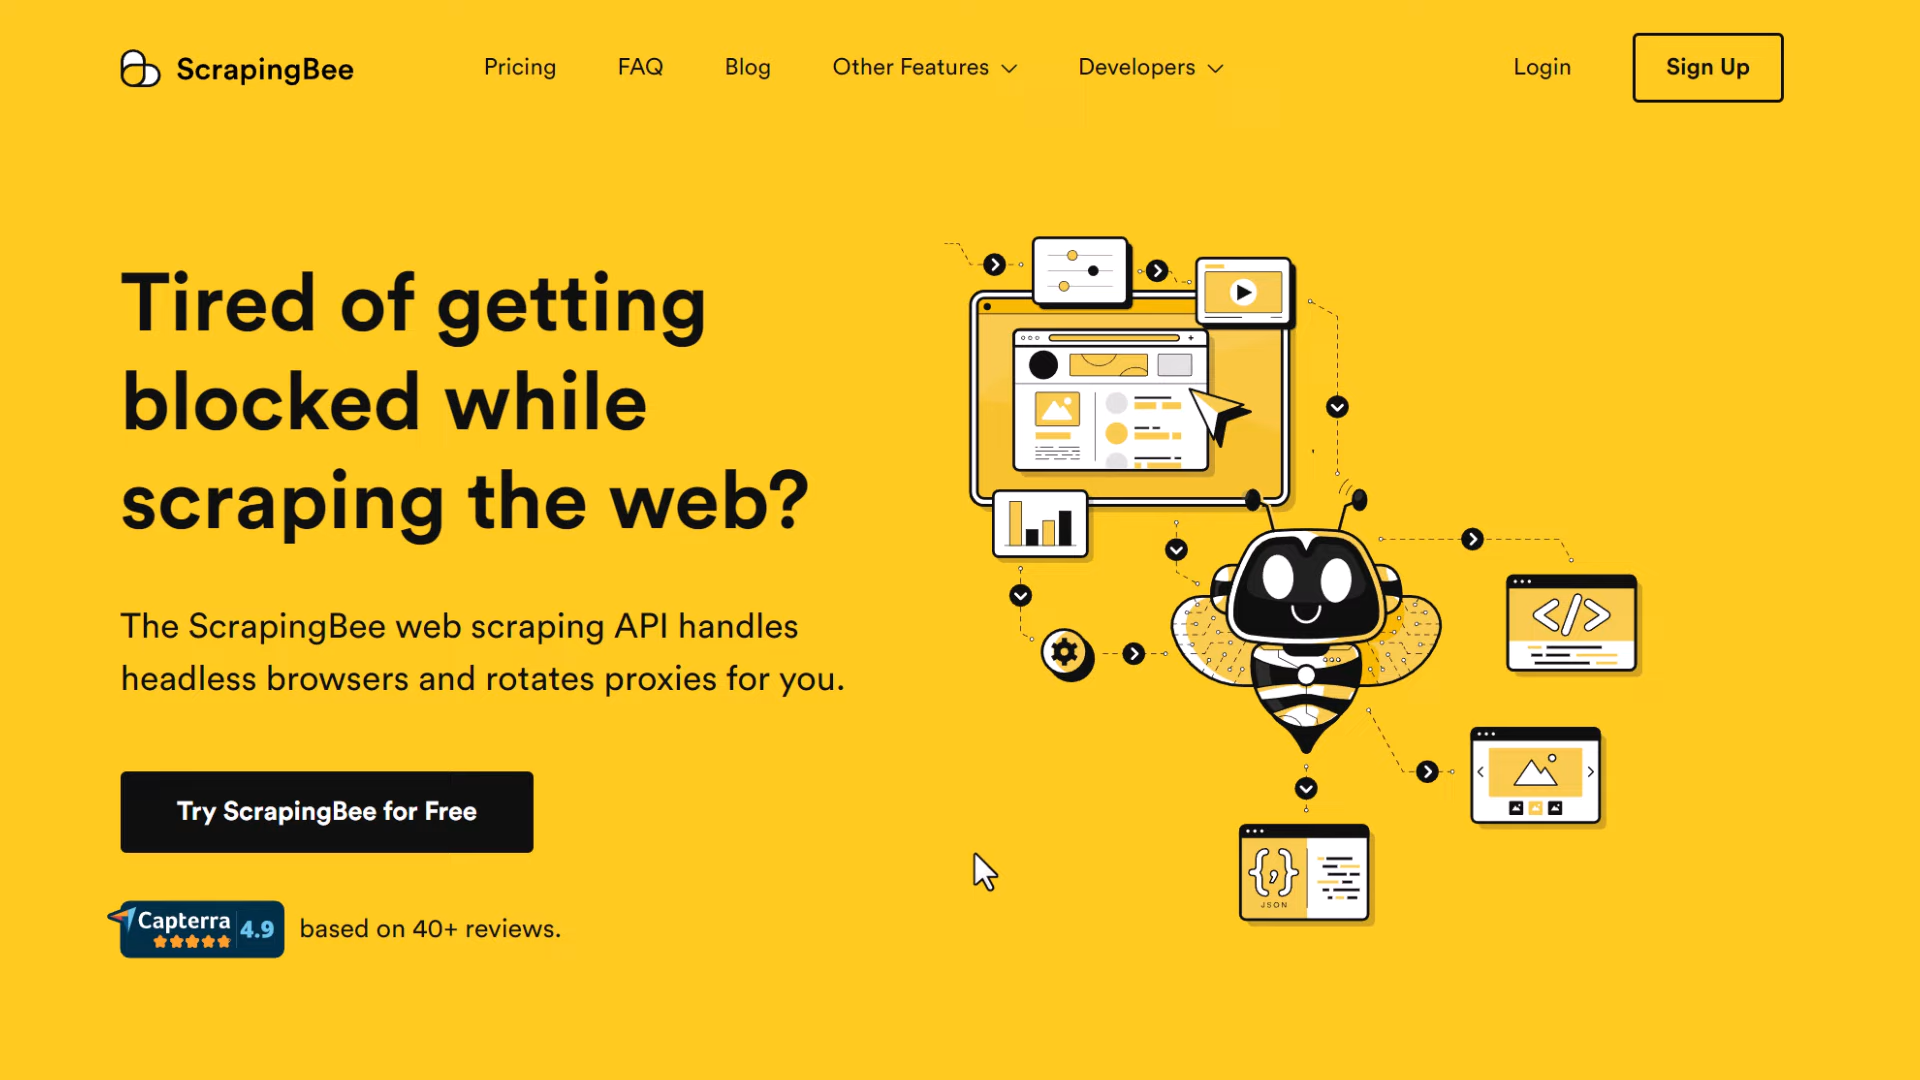 ScrapingBee
Pricing
FAQ
Blog
Other Features
Developers
Login
Sign Up
Tired of getting
blocked while
scraping the web?
The ScrapingBee web scraping API handles
headless browsers and rotates proxies for you.
Try ScrapingBee for Free
Capterra
4.9
based on 40+ reviews.
</>
{,}
JSON